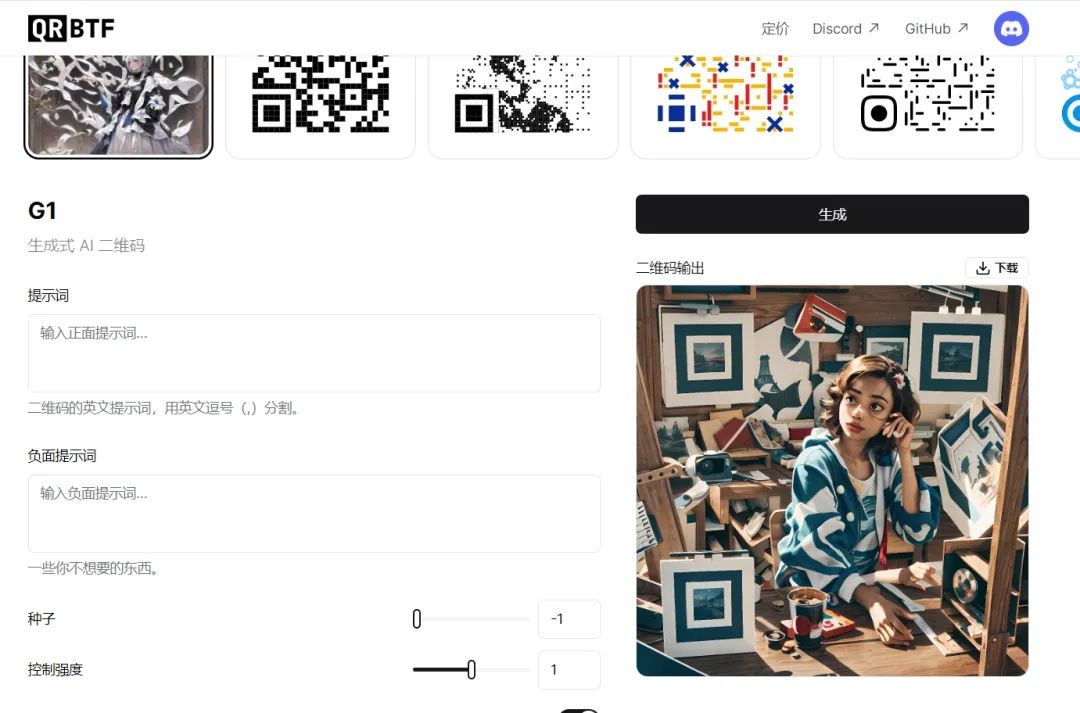 QRBTF
定价 Discord ↗ GitHub ↗
G1
生成式 AI 二维码
提示词
输入正面提示词...
二维码的英文提示词，用英文逗号（,）分割。
负面提示词
输入负面提示词...
一些你不想要的东西。
种子 -1
控制强度 1
生成
二维码输出 下载